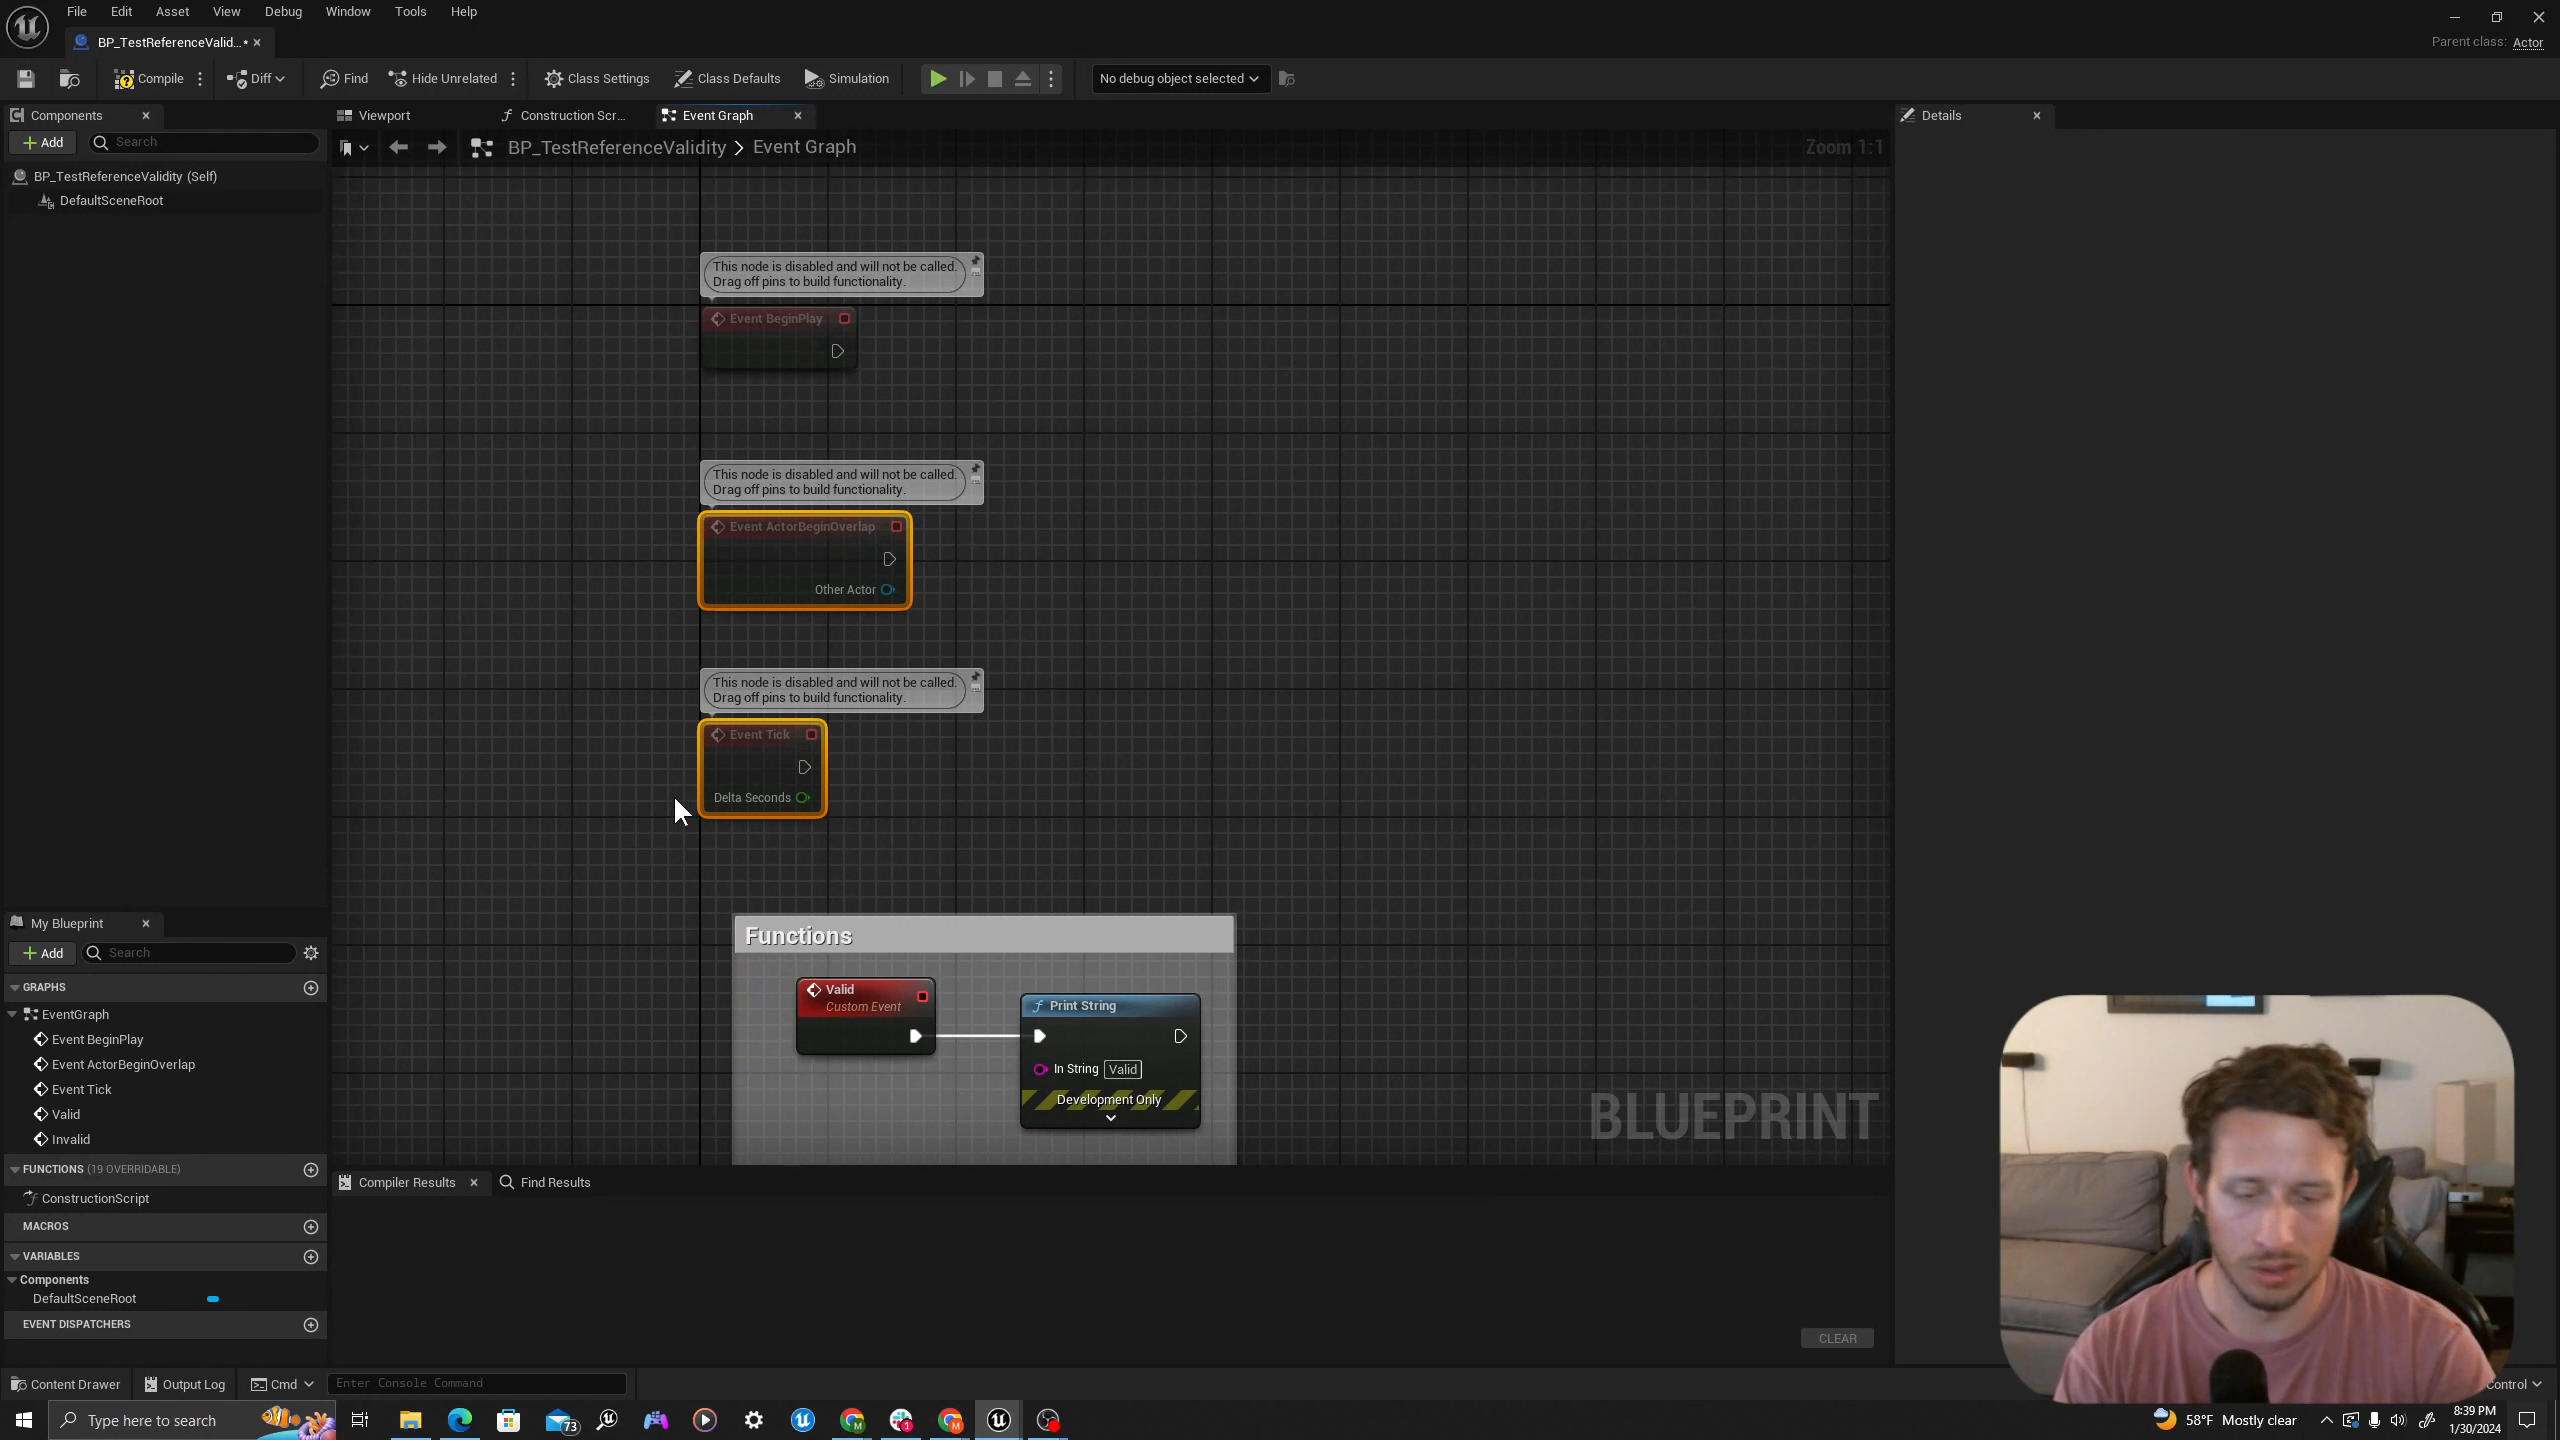 File Edit Asset View Debug Window Tools Help
BP_TestReferenceValid...•
Parent class: Actor
Compile Diff Find Hide Unrelated Class Settings Class Defaults Simulation No debug object selected
Components
Viewport
Construction Scr...
Event Graph
Details
Add Search
BP_TestReferenceValidity > Event Graph
Zoom 1:1
BP_TestReferenceValidity (Self)
DefaultSceneRoot
This node is disabled and will not be called.
Drag off pins to build functionality.
Event BeginPlay
This node is disabled and will not be called.
Drag off pins to build functionality.
Event ActorBeginOverlap
Other Actor
This node is disabled and will not be called.
Drag off pins to build functionality.
Event Tick
Delta Seconds
Functions
Valid
Custom Event
Print String
In String Valid
Development Only
BLUEPRINT
My Blueprint
Add Search
GRAPHS
EventGraph
Event BeginPlay
Event ActorBeginOverlap
Event Tick
Valid
Invalid
FUNCTIONS (19 OVERRIDABLE)
ConstructionScript
MACROS
VARIABLES
Components
DefaultSceneRoot
EVENT DISPATCHERS
Compiler Results
Find Results
CLEAR
Content Drawer Output Log Cmd Enter Console Command
Control
Type here to search
73
1
58°F Mostly clear
8:39 PM
1/30/2024